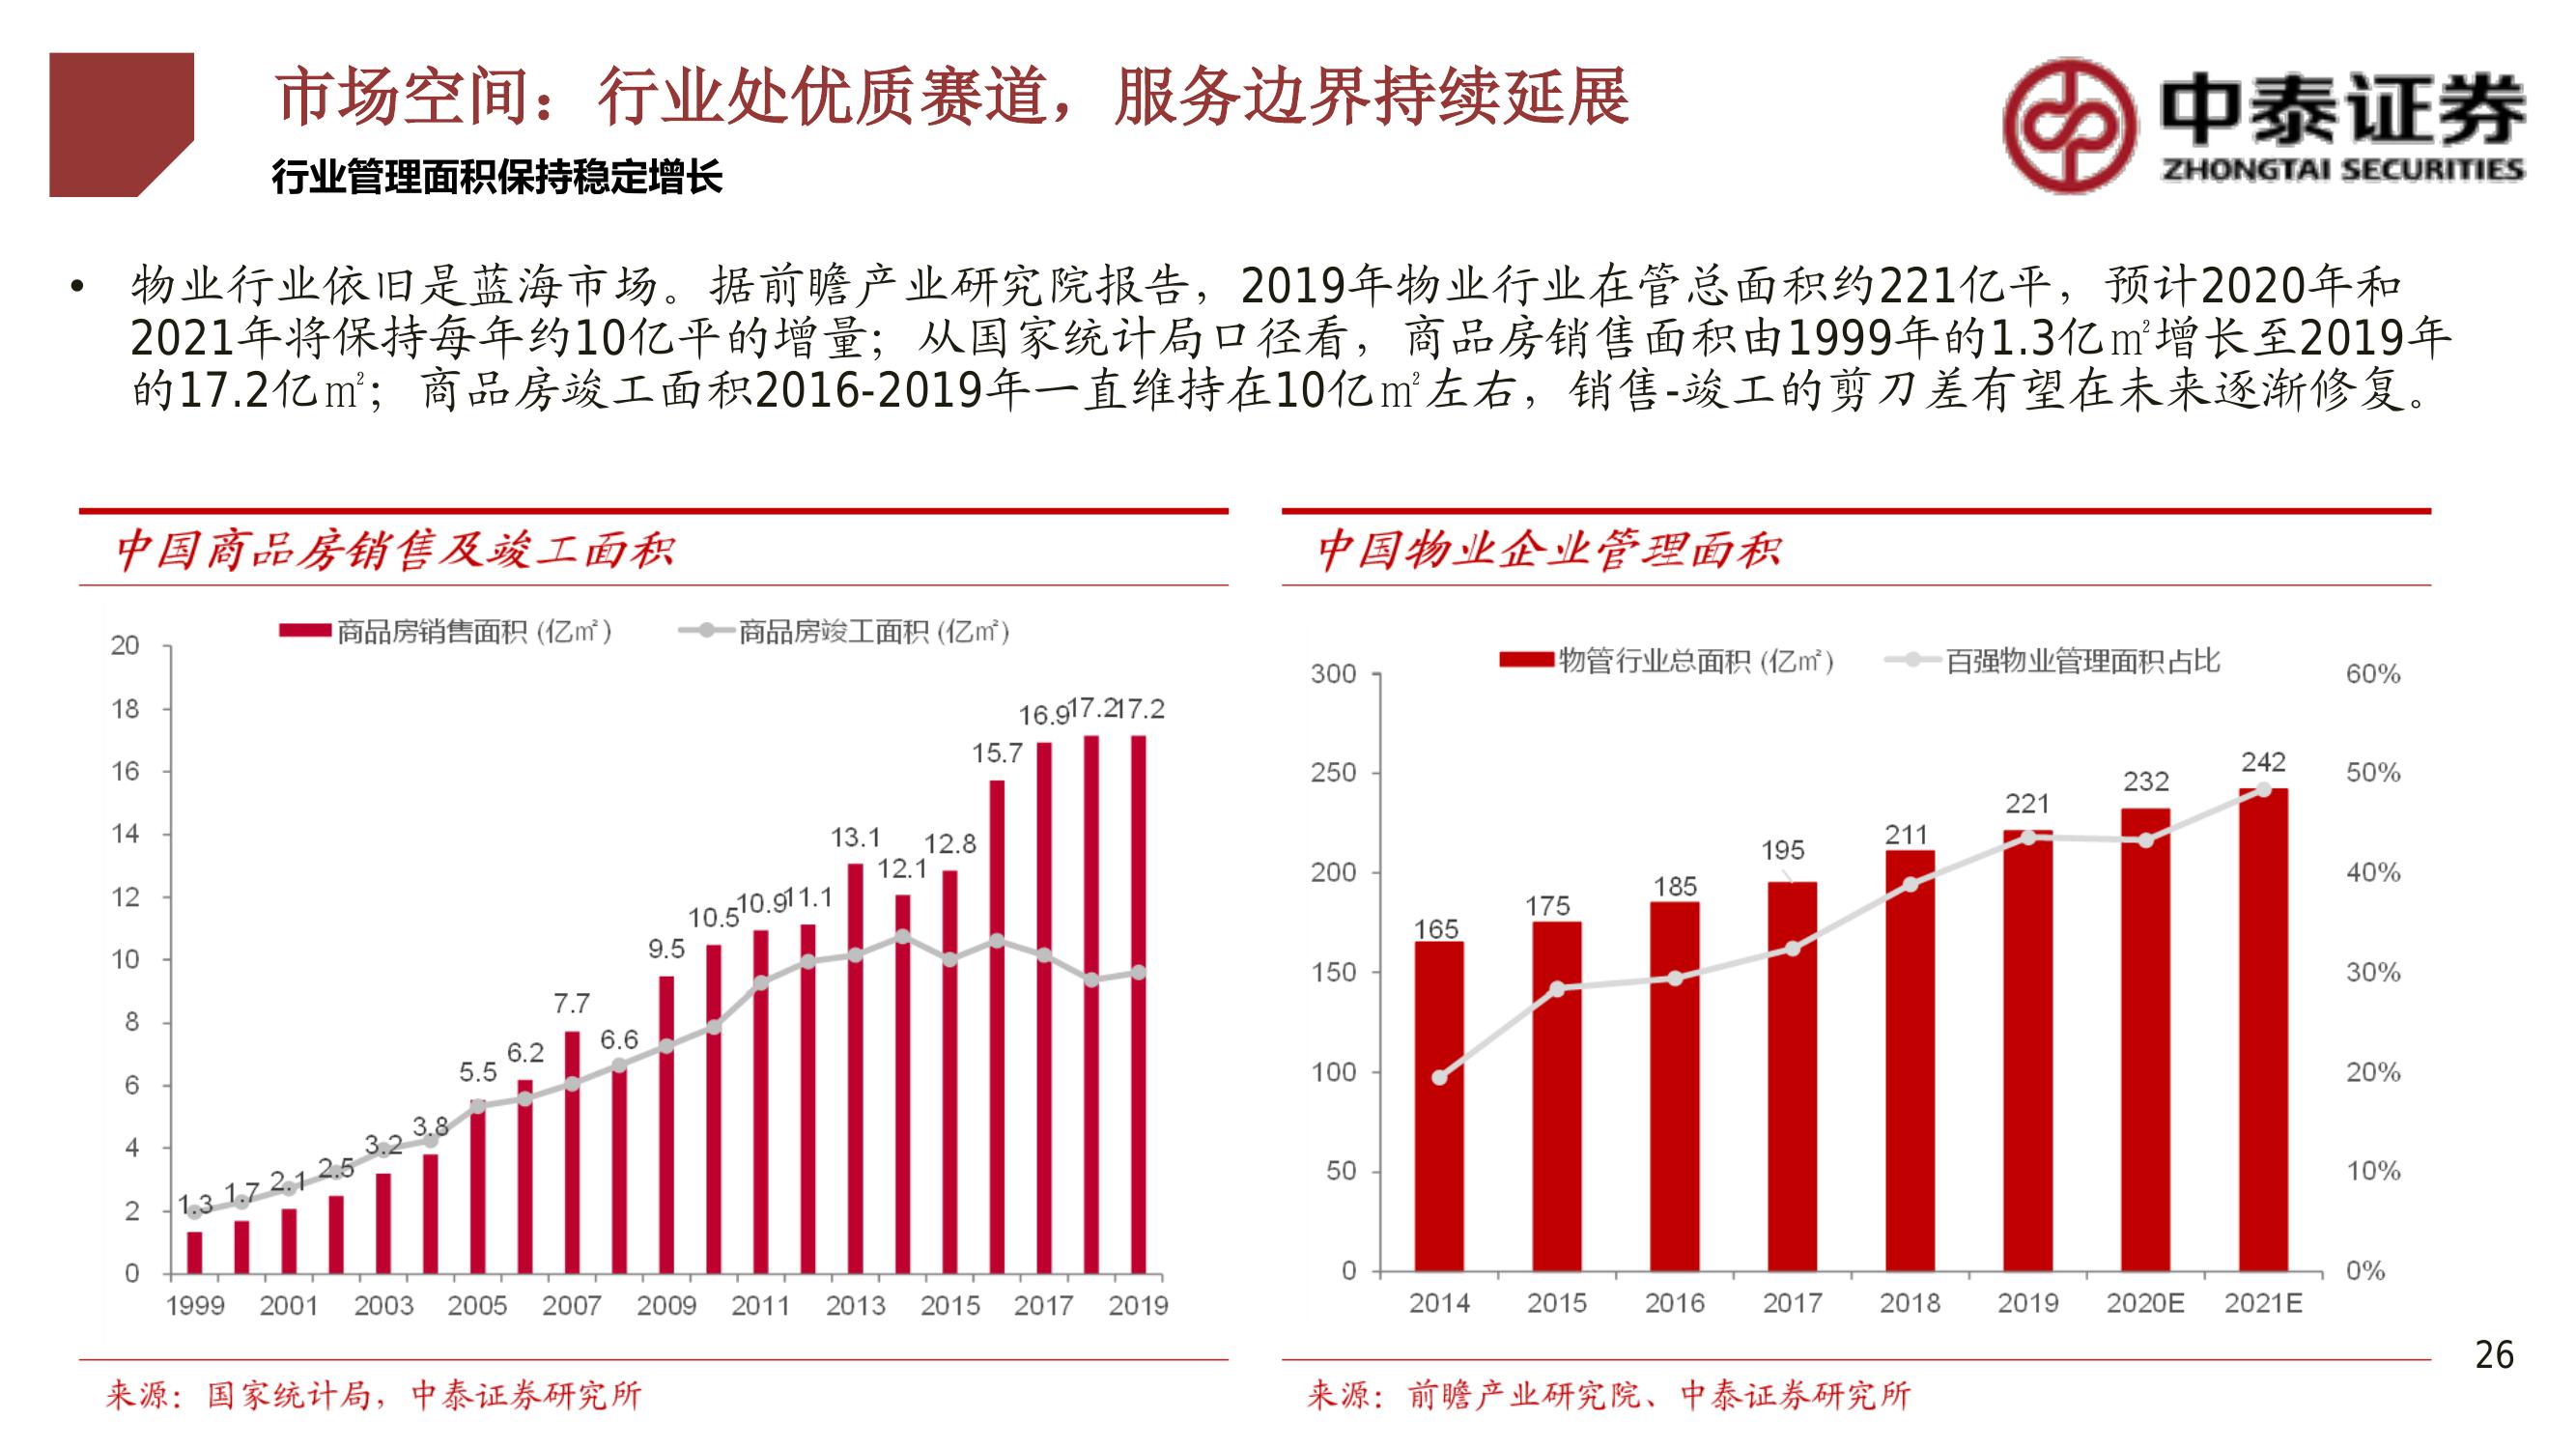 市场空间：行业处优质赛道，服务边界持续延展
行业管理面积保持稳定增长
中泰证券
ZHONGTAI SECURITIES
• 物业行业依旧是蓝海市场。据前瞻产业研究院报告，2019年物业行业在管总面积约221亿平，预计2020年和
2021年将保持每年约10亿平的增量；从国家统计局口径看，商品房销售面积由1999年的1.3亿㎡增长至2019年
的17.2亿㎡；商品房竣工面积2016-2019年一直维持在10亿㎡左右，销售-竣工的剪刀差有望在未来逐渐修复。
中国商品房销售及竣工面积
商品房销售面积 (亿㎡) 商品房竣工面积 (亿㎡)
20
18
16
14
12
10
8
6
4
2
0
1.3 1.7 2.1 2.5 3.2 3.8 5.5 6.2 7.7 6.6 9.5 10.5 10.9 11.1 13.1 12.1 12.8 15.7 16.9 17.2 17.2
1999 2001 2003 2005 2007 2009 2011 2013 2015 2017 2019
来源：国家统计局，中泰证券研究所
中国物业企业管理面积
物管行业总面积 (亿㎡) 百强物业管理面积占比
300
250
200
150
100
50
0
165 175 185 195 211 221 232 242
60%
50%
40%
30%
20%
10%
0%
2014 2015 2016 2017 2018 2019 2020E 2021E
来源：前瞻产业研究院、中泰证券研究所
26